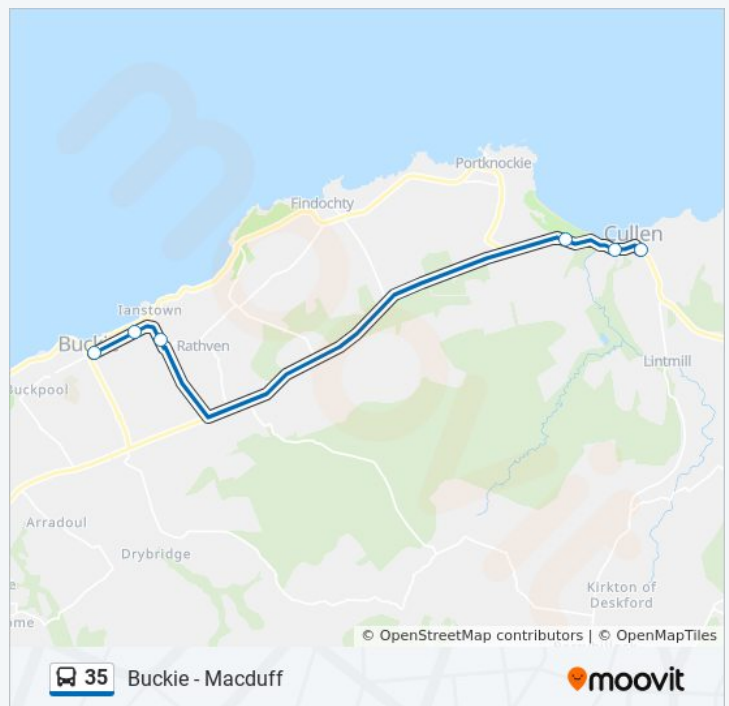 Portknockie
Findochty
Cullen
Ianstown
Buckie
Rathven
Lintmill
Buckpool
Arradoul
Drybridge
Kirkton of
Deskford
© OpenStreetMap contributors | © OpenMapTiles
35 Buckie - Macduff
moovit